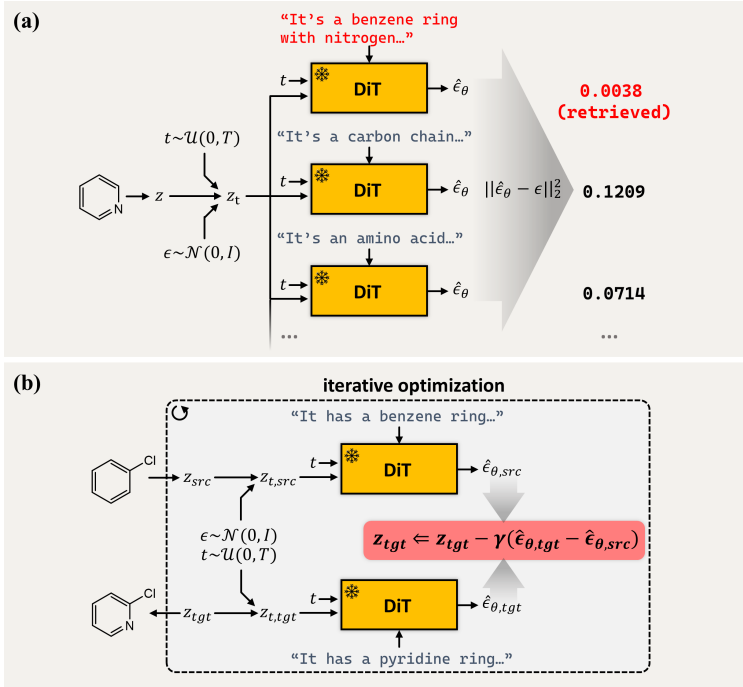 (a)
“It's a benzene ring
with nitrogen…”
t
DiT
ϵ̂θ
0.0038
(retrieved)
“It's a carbon chain…”
t~𝒰(0,T)
N
z
zt
t
DiT
ϵ̂θ
||ϵ̂θ − ϵ||₂²
0.1209
ϵ~𝒩(0,I)
“It's an amino acid…”
t
DiT
ϵ̂θ
0.0714
…
…
(b)
iterative optimization
“It has a benzene ring…”
Cl
zsrc
zt,src
t
DiT
ϵ̂θ,src
ϵ~𝒩(0,I)
t~𝒰(0,T)
ztgt ⇐ ztgt − γ(ϵ̂θ,tgt − ϵ̂θ,src)
Cl
N
ztgt
zt,tgt
t
DiT
ϵ̂θ,tgt
“It has a pyridine ring…”